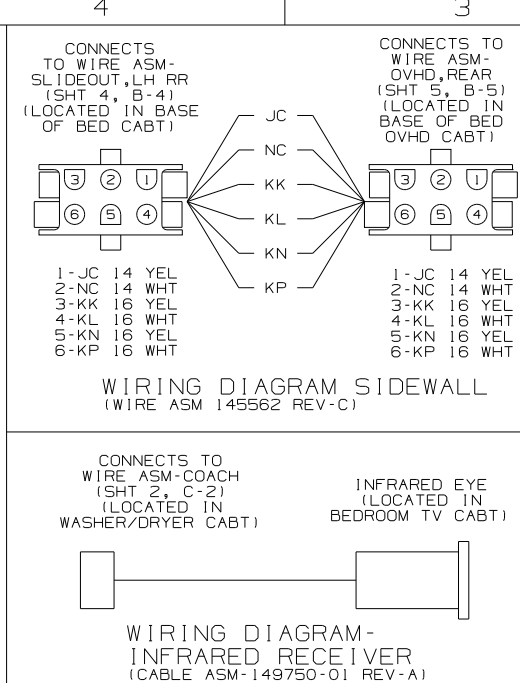 4
3
CONNECTS
TO WIRE ASM-
SLIDEOUT,LH RR
(SHT 4, B-4)
(LOCATED IN BASE
OF BED CABT)
CONNECTS TO
WIRE ASM-
OVHD,REAR
(SHT 5, B-5)
(LOCATED IN
BASE OF BED
OVHD CABT)
JC
NC
KK
KL
KN
KP
3 2 1
6 5 4
3 2 1
6 5 4
1-JC 14 YEL
2-NC 14 WHT
3-KK 16 YEL
4-KL 16 WHT
5-KN 16 YEL
6-KP 16 WHT
1-JC 14 YEL
2-NC 14 WHT
3-KK 16 YEL
4-KL 16 WHT
5-KN 16 YEL
6-KP 16 WHT
WIRING DIAGRAM SIDEWALL
(WIRE ASM 145562 REV-C)
CONNECTS TO
WIRE ASM-COACH
(SHT 2, C-2)
(LOCATED IN
WASHER/DRYER CABT)
INFRARED EYE
(LOCATED IN
BEDROOM TV CABT)
WIRING DIAGRAM-
INFRARED RECEIVER
(CABLE ASM-149750-01 REV-A)